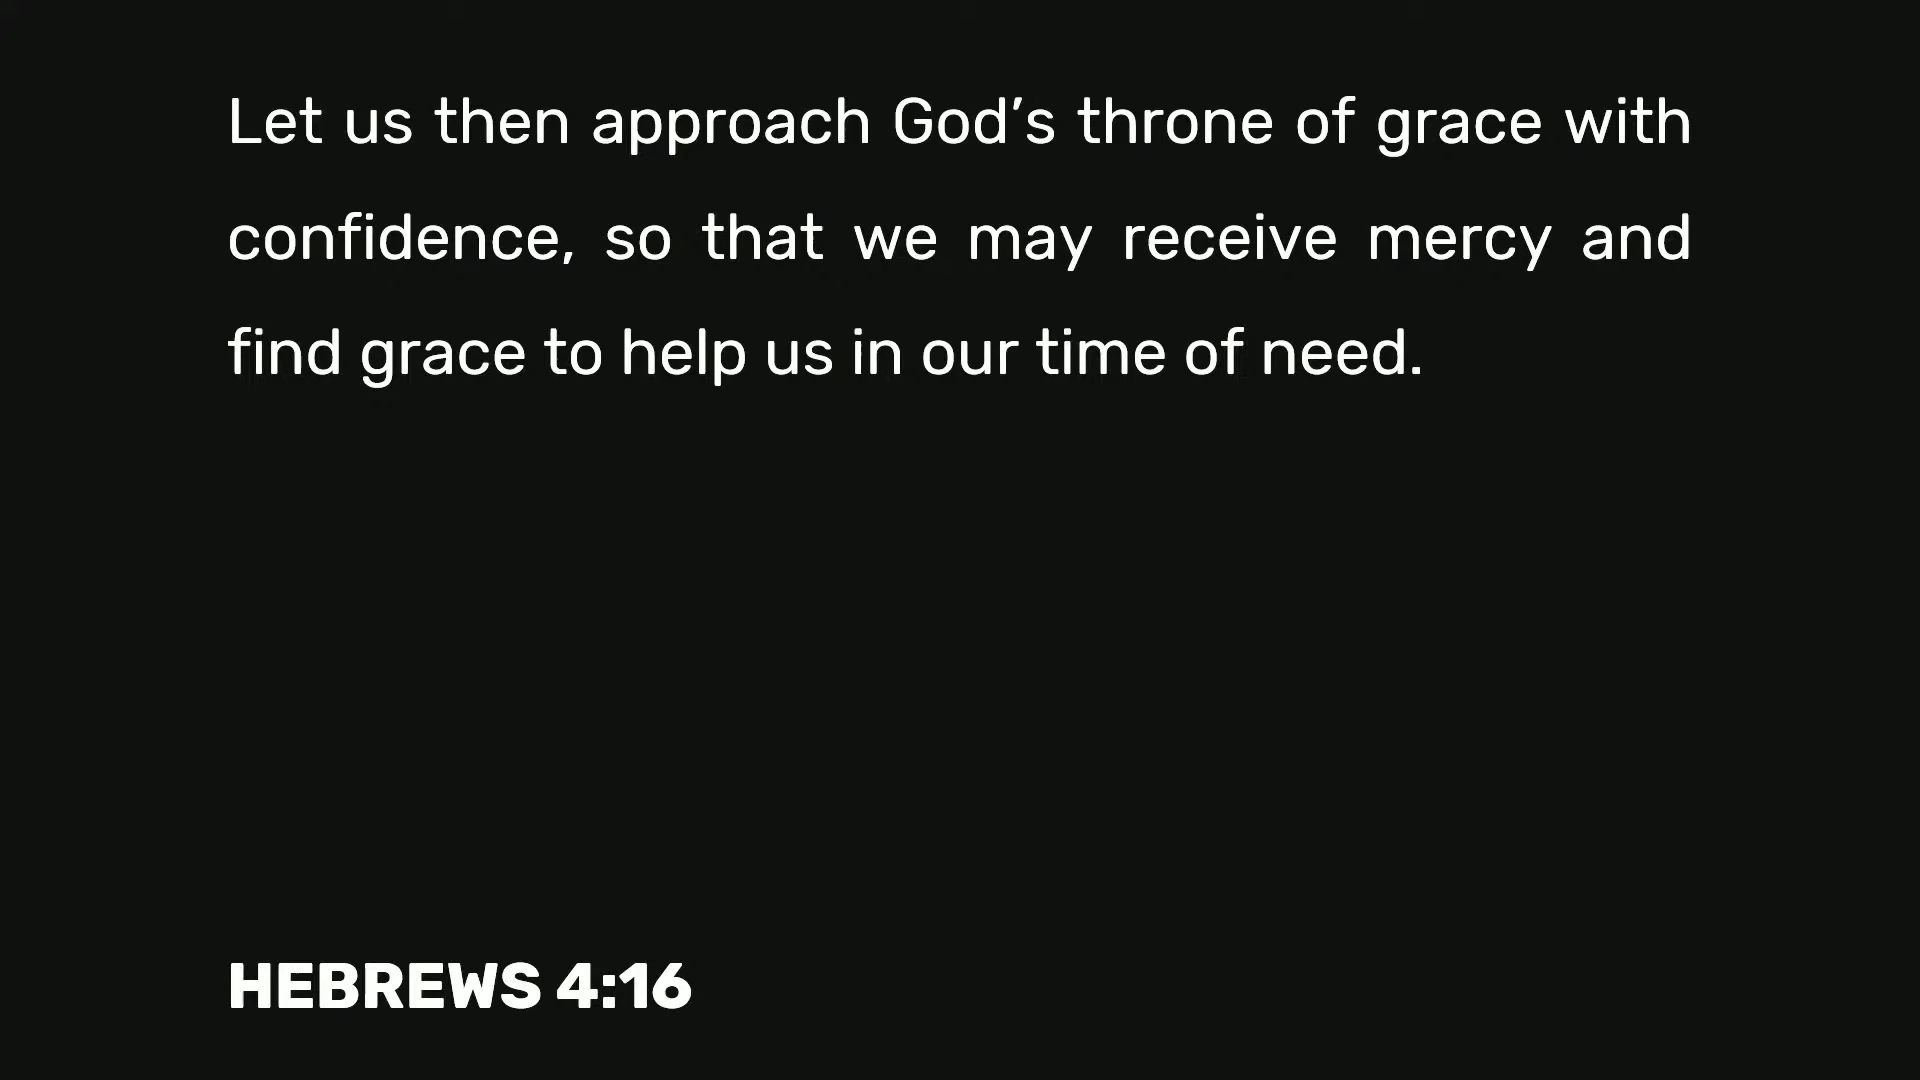 Let us then approach God’s throne of grace with
confidence, so that we may receive mercy and
find grace to help us in our time of need.
HEBREWS 4:16